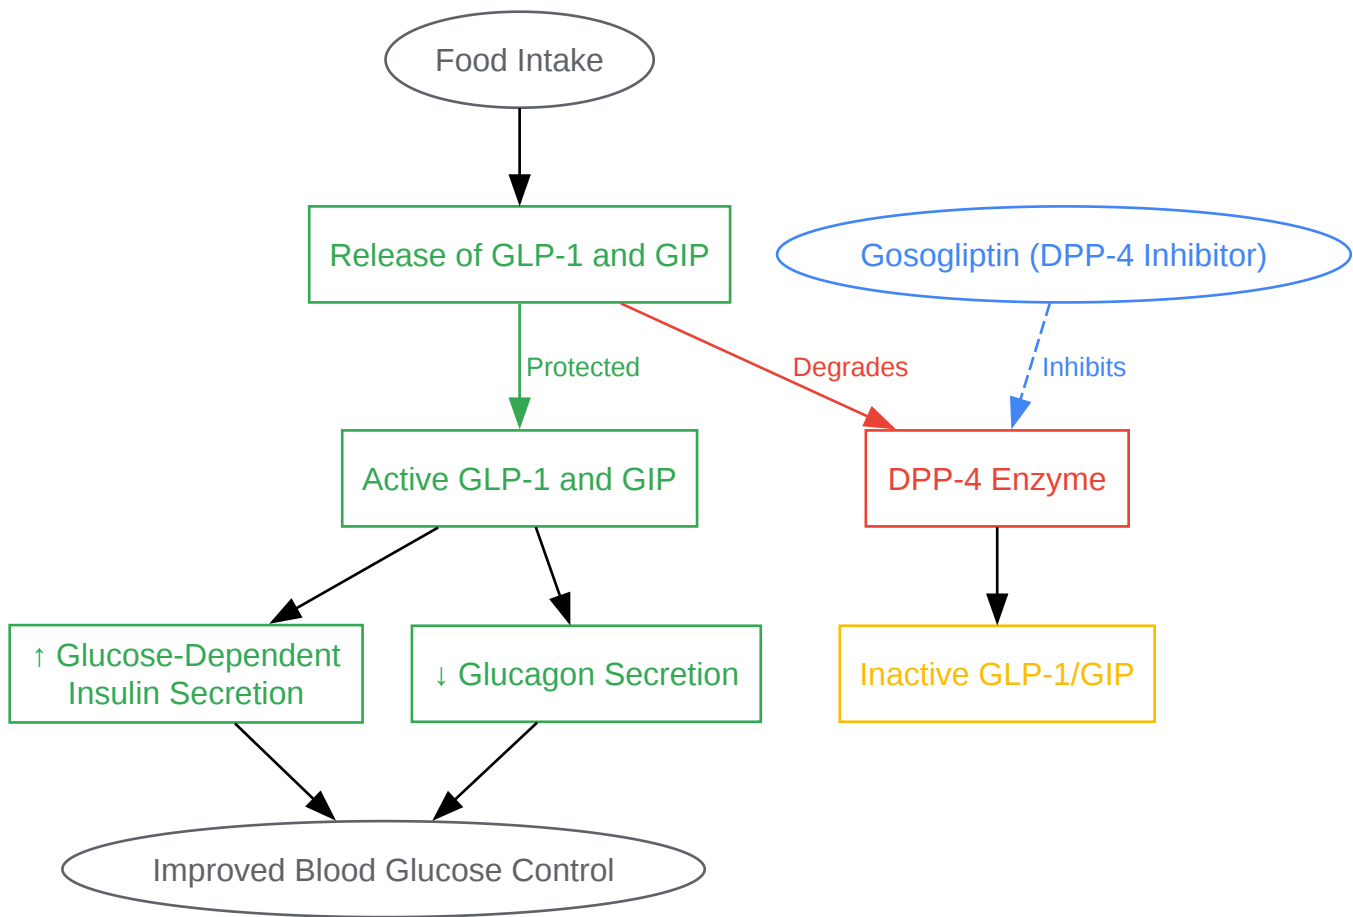 Food Intake
Release of GLP-1 and GIP
Gosogliptin (DPP-4 Inhibitor)
Protected
Degrades
Inhibits
Active GLP-1 and GIP
DPP-4 Enzyme
↑ Glucose-Dependent
Insulin Secretion
↓ Glucagon Secretion
Inactive GLP-1/GIP
Improved Blood Glucose Control